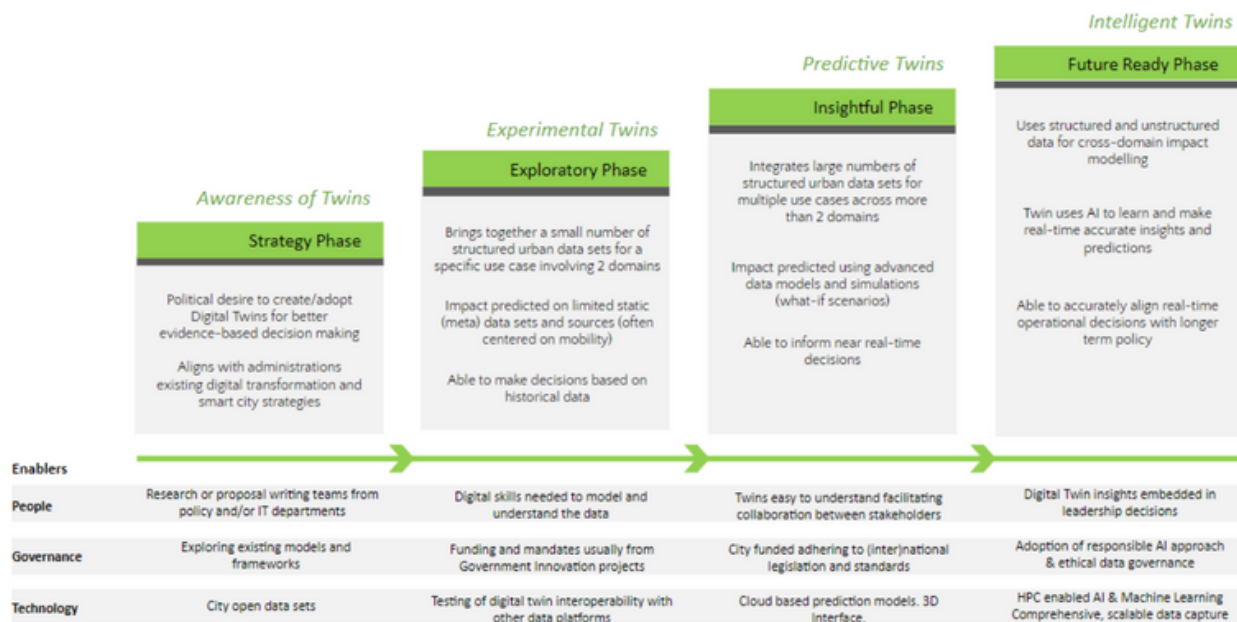 Awareness of Twins
Strategy Phase
Political desire to create/adopt
Digital Twins for better
evidence-based decision making
Aligns with administrations
existing digital transformation and
smart city strategies
Experimental Twins
Exploratory Phase
Brings together a small number of
structured urban data sets for a
specific use case involving 2 domains
Impact predicted on limited static
(meta) data sets and sources (often
centered on mobility)
Able to make decisions based on
historical data
Predictive Twins
Insightful Phase
Integrates large numbers of
structured urban data sets for
multiple use cases across more
than 2 domains
Impact predicted using advanced
data models and simulations
(what-if scenarios)
Able to inform near real-time
decisions
Intelligent Twins
Future Ready Phase
Uses structured and unstructured
data for cross-domain impact
modelling
Twin uses AI to learn and make
real-time accurate insights and
predictions
Able to accurately align real-time
operational decisions with longer
term policy
Enablers
People
Research or proposal writing teams from
policy and/or IT departments
Digital skills needed to model and
understand the data
Twins easy to understand facilitating
collaboration between stakeholders
Digital Twin insights embedded in
leadership decisions
Governance
Exploring existing models and
frameworks
Funding and mandates usually from
Government Innovation projects
City funded adhering to (inter)national
legislation and standards
Adoption of responsible AI approach
& ethical data governance
Technology
City open data sets
Testing of digital twin interoperability with
other data platforms
Cloud based prediction models. 3D
Interface.
HPC enabled AI & Machine Learning
Comprehensive, scalable data capture